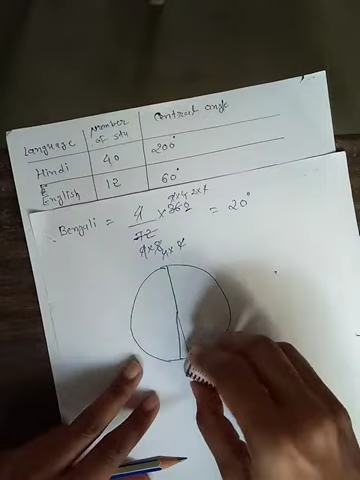 Language Number of stu Central angle
Hindi 40 200°
English 12 60°
∴ Bengali = 4/72 × 360 = 20°